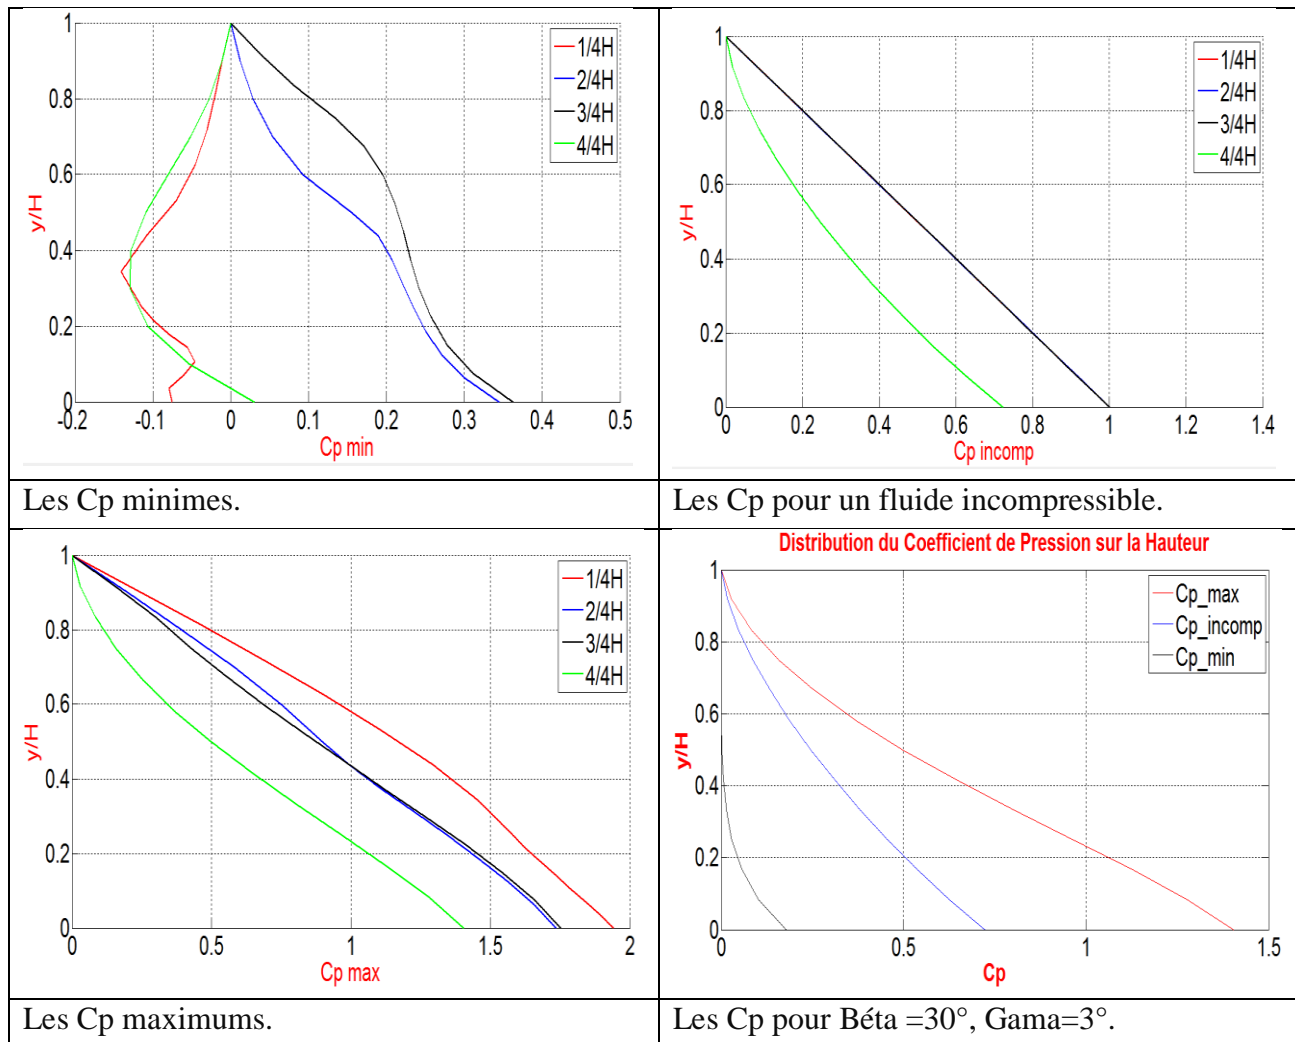 1
0.8
0.6
0.4
0.2
0
y/H
-0.2
-0.1
0
0.1
0.2
0.3
0.4
0.5
Cp min
1/4H
2/4H
3/4H
4/4H
Les Cp minimes.
1
0.8
0.6
0.4
0.2
0
y/H
0
0.2
0.4
0.6
0.8
1
1.2
1.4
Cp incomp
1/4H
2/4H
3/4H
4/4H
Les Cp pour un fluide incompressible.
1
0.8
0.6
0.4
0.2
0
y/H
0
0.5
1
1.5
2
Cp max
1/4H
2/4H
3/4H
4/4H
Les Cp maximums.
Distribution du Coefficient de Pression sur la Hauteur
1
0.8
0.6
0.4
0.2
0
y/H
0
0.5
1
1.5
Cp
Cp_max
Cp_incomp
Cp_min
Les Cp pour Béta =30°, Gama=3°.